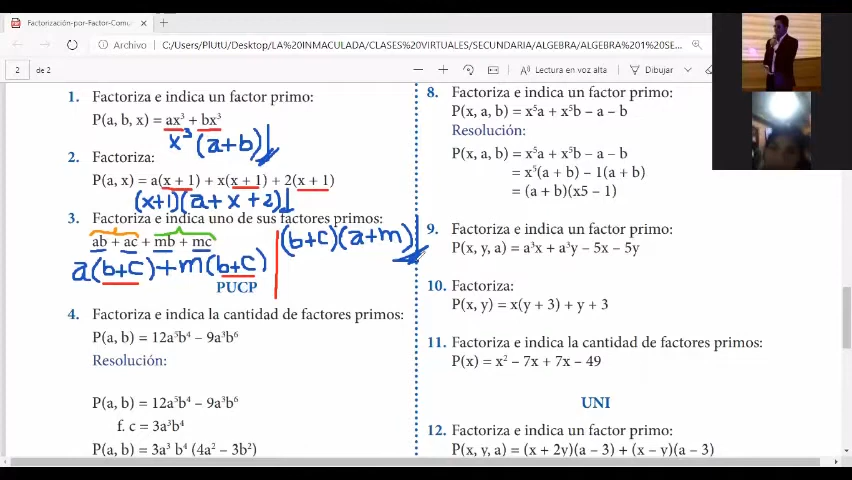 Factorización-por-Factor-Comu
Archivo
C:/Users/PlUtU/Desktop/LA%20INMACULADA/CLASES%20VIRTUALES/SECUNDARIA/ALGEBRA/ALGEBRA%201%20SE...
2 de 2
Lectura en voz alta
Dibujar
1. Factoriza e indica un factor primo:
P(a, b, x) = ax³ + bx³
x³(a+b)
2. Factoriza:
P(a, x) = a(x + 1) + x(x + 1) + 2(x + 1)
(x+1)(a+x+2)
3. Factoriza e indica uno de sus factores primos:
ab + ac + mb + mc
a(b+c)+m(b+c)
(b+c)(a+m)
PUCP
4. Factoriza e indica la cantidad de factores primos:
P(a, b) = 12a⁵b⁴ – 9a³b⁶
Resolución:
P(a, b) = 12a⁵b⁴ – 9a³b⁶
f. c = 3a³b⁴
P(a, b) = 3a³ b⁴ (4a² – 3b²)
8. Factoriza e indica un factor primo:
P(x, a, b) = x⁵a + x⁵b – a – b
Resolución:
P(x, a, b) = x⁵a + x⁵b – a – b
= x⁵(a + b) – 1(a + b)
= (a + b)(x5 – 1)
9. Factoriza e indica un factor primo:
P(x, y, a) = a³x + a³y – 5x – 5y
10. Factoriza:
P(x, y) = x(y + 3) + y + 3
11. Factoriza e indica la cantidad de factores primos:
P(x) = x² – 7x + 7x – 49
UNI
12. Factoriza e indica un factor primo:
P(x, y, a) = (x + 2y)(a – 3) + (x – y)(a – 3)